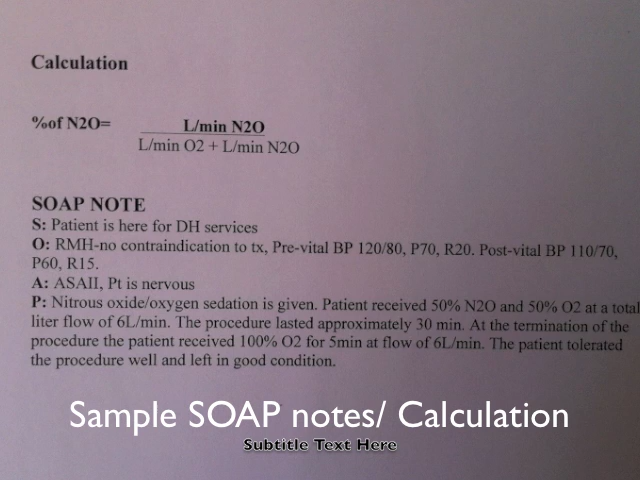 Calculation
%of N2O=
L/min N2O
L/min O2 + L/min N2O
SOAP NOTE
S: Patient is here for DH services
O: RMH-no contraindication to tx, Pre-vital BP 120/80, P70, R20. Post-vital BP 110/70,
P60, R15.
A: ASAII, Pt is nervous
P: Nitrous oxide/oxygen sedation is given. Patient received 50% N2O and 50% O2 at a total
liter flow of 6L/min. The procedure lasted approximately 30 min. At the termination of the
procedure the patient received 100% O2 for 5min at flow of 6L/min. The patient tolerated
the procedure well and left in good condition.
Sample SOAP notes/ Calculation
Subtitle Text Here